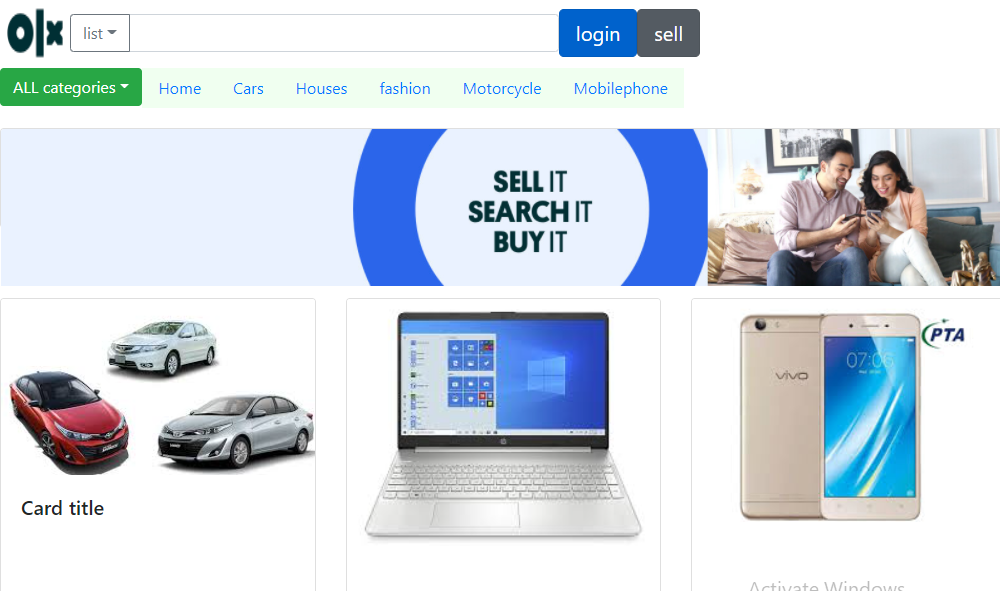 olx
list
login
sell
ALL categories
Home
Cars
Houses
fashion
Motorcycle
Mobilephone
SELL IT
SEARCH IT
BUY IT
hp
vivo
07:06
PTA
Card title
Activate Windows